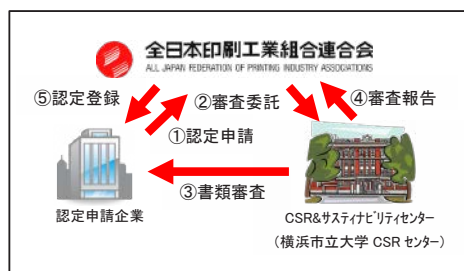 全日本印刷工業組合連合会
ALL JAPAN FEDERATION OF PRINTING INDUSTRY ASSOCIATIONS
⑤認定登録
②審査委託
④審査報告
①認定申請
③書類審査
認定申請企業
CSR&ｻｽﾃｨﾅﾋﾞﾘﾃｨセンター
（横浜市立大学 CSR センター）